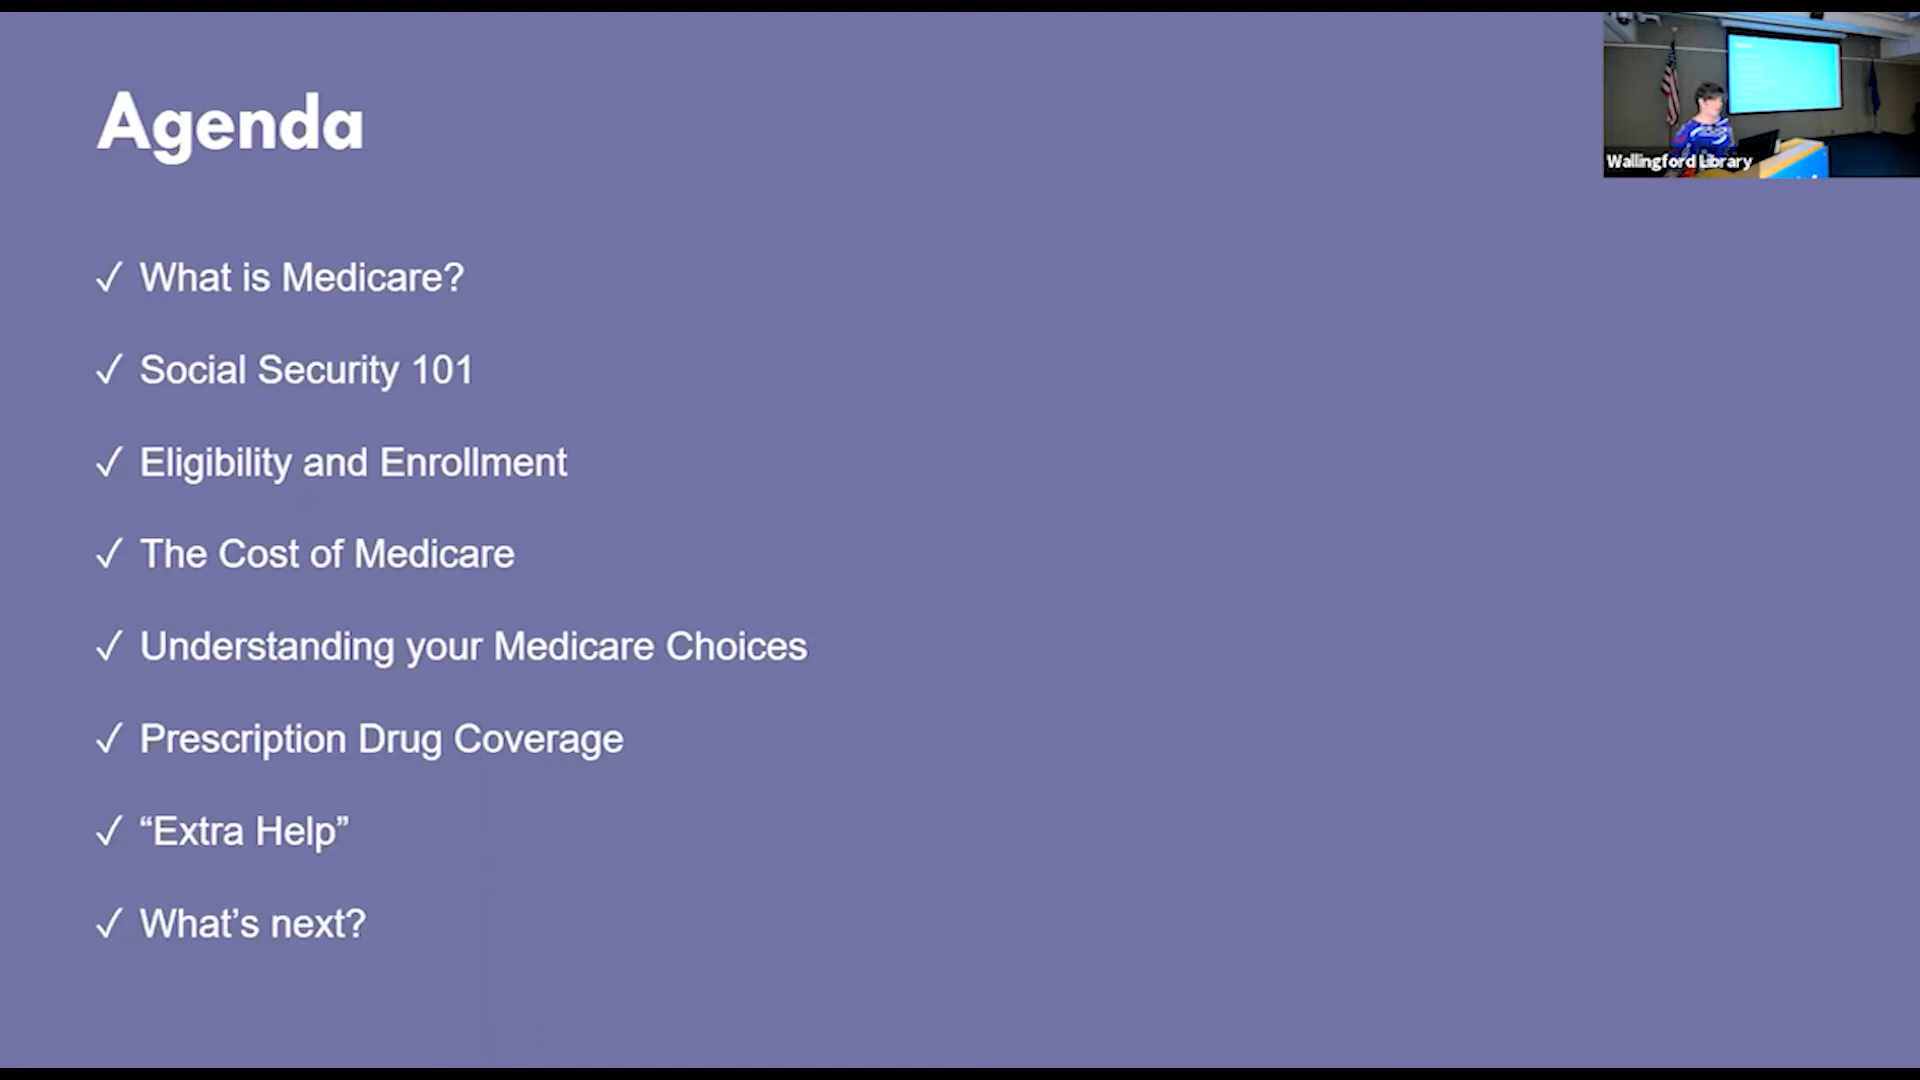 Agenda
Wallingford Library
✓ What is Medicare?
✓ Social Security 101
✓ Eligibility and Enrollment
✓ The Cost of Medicare
✓ Understanding your Medicare Choices
✓ Prescription Drug Coverage
✓ “Extra Help”
✓ What’s next?